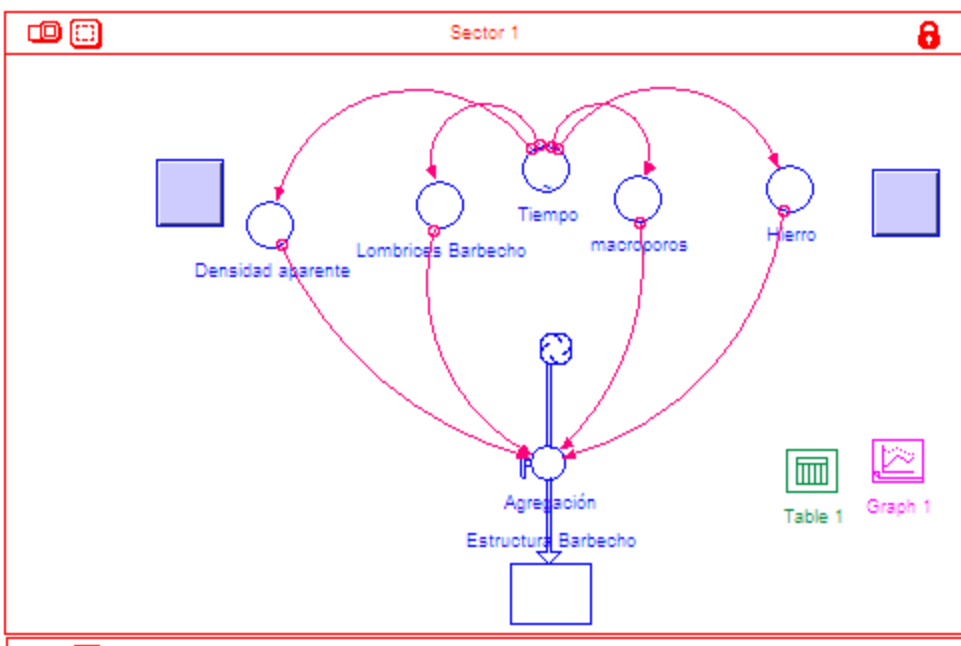 Sector 1
Tiempo
Lombrices Barbecho
macroporos
Hierro
Densidad aparente
Agregación
Table 1
Graph 1
Estructura Barbecho